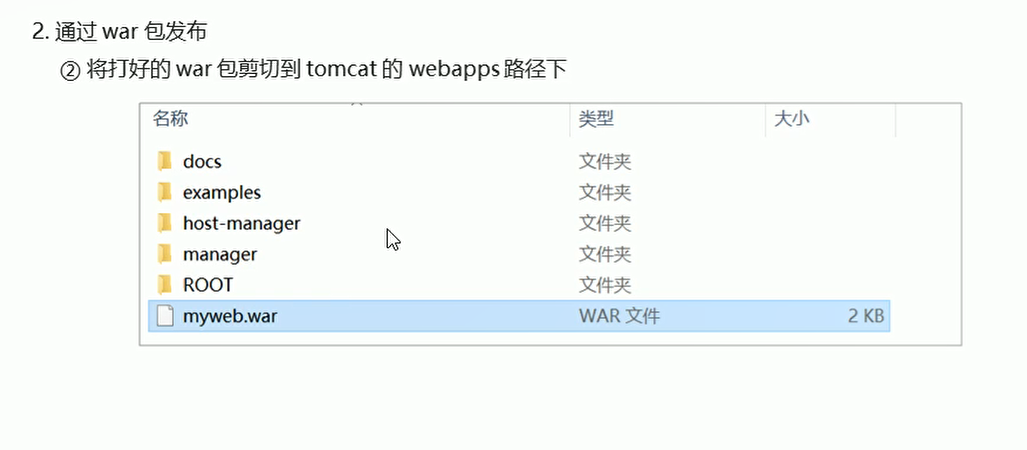 2. 通过 war 包发布
② 将打好的 war 包剪切到 tomcat 的 webapps 路径下
名称 类型 大小
docs 文件夹
examples 文件夹
host-manager 文件夹
manager 文件夹
ROOT 文件夹
myweb.war WAR 文件 2 KB